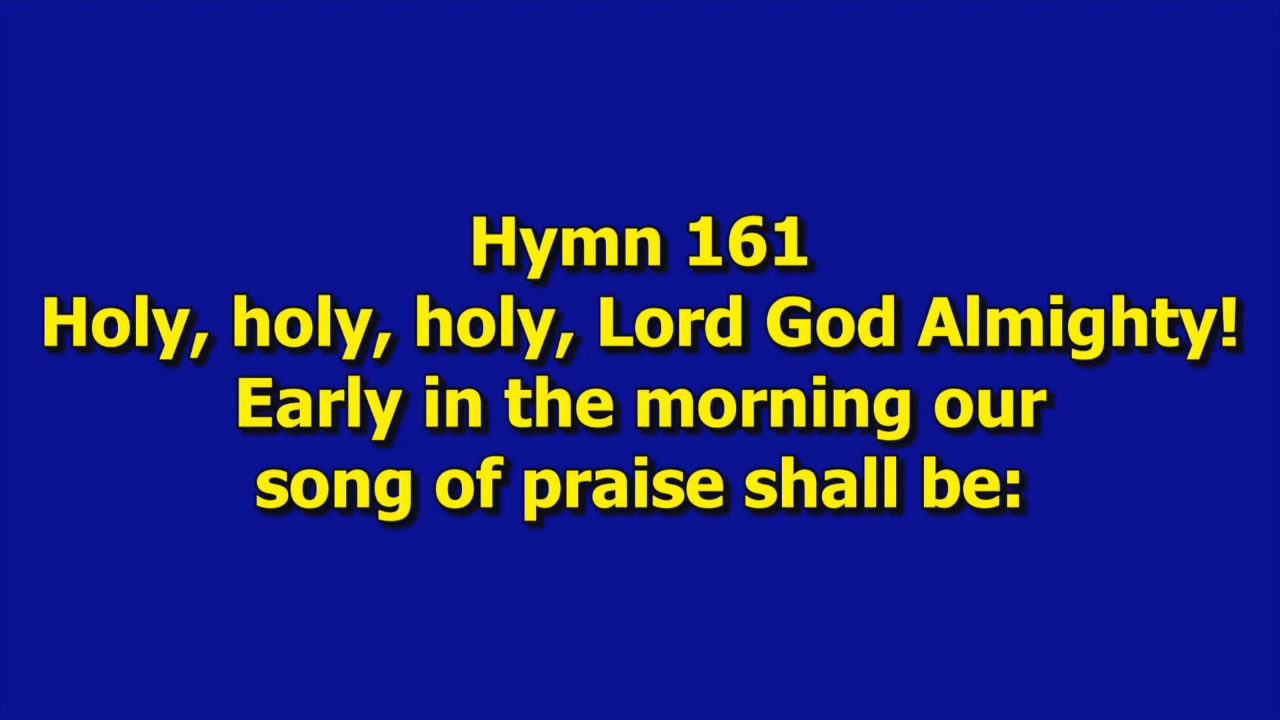 Hymn 161
Holy, holy, holy, Lord God Almighty!
Early in the morning our
song of praise shall be: